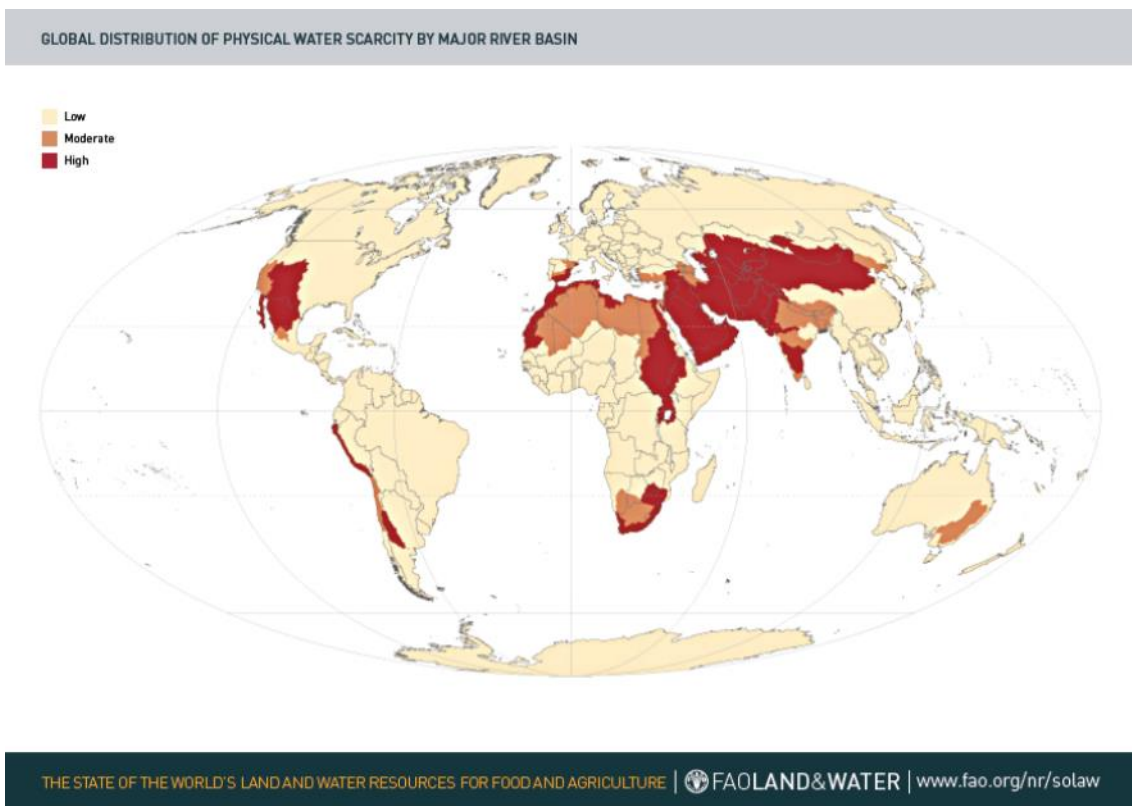 GLOBAL DISTRIBUTION OF PHYSICAL WATER SCARCITY BY MAJOR RIVER BASIN
Low
Moderate
High
THE STATE OF THE WORLD'S LAND AND WATER RESOURCES FOR FOOD AND AGRICULTURE | FAOLAND&WATER | www.fao.org/nr/solaw